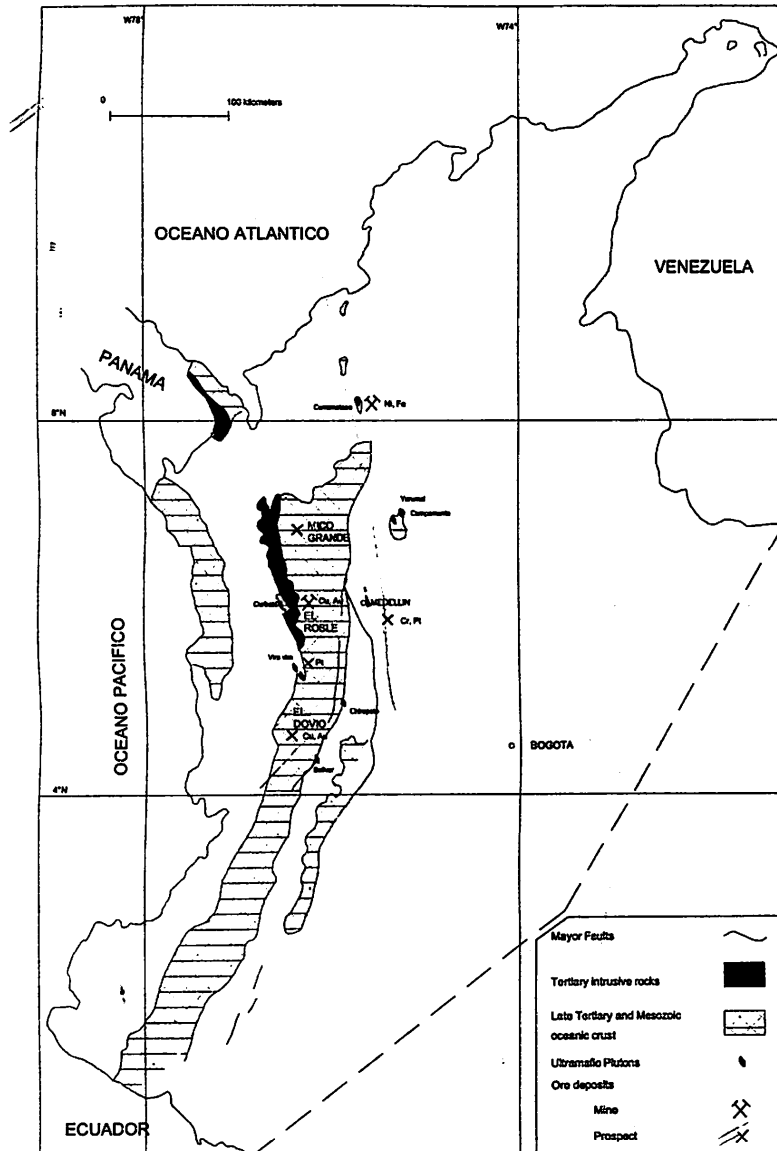 W78°
W74°
0
100 kilometers
OCEANO ATLANTICO
VENEZUELA
PANAMA
8°N
Ni, Fe
Yarumal
Campamento
MICO
GRANDE
Cu, Au
EL
ROBLE
MEDELLIN
Cr, Pt
Pt
OCEANO PACIFICO
EL
DOVIO
Cu, Au
Bolivar
BOGOTA
4°N
ECUADOR
Mayor Faults
Tertiary intrusive rocks
Late Tertiary and Mesozoic
oceanic crust
Ultramafic Plutons
Ore deposits
Mine
Prospect